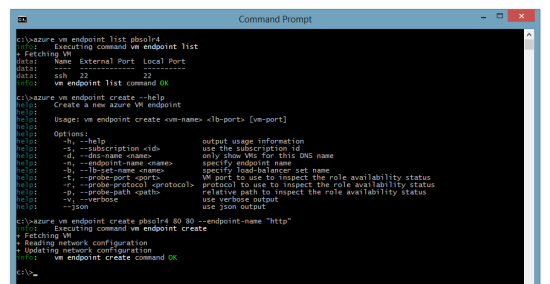 Command Prompt
c:\>azure vm endpoint list pbsolr4
info:    Executing command vm endpoint list
+ Fetching VM
data:    Name  External Port  Local Port
data:    ----  -------------  ----------
data:    ssh   22             22
info:    vm endpoint list command OK
c:\>azure vm endpoint create --help
help:    Create a new azure VM endpoint
help:
help:    Usage: vm endpoint create <vm-name> <lb-port> [vm-port]
help:
help:    Options:
help:      -h, --help                       output usage information
help:      -s, --subscription <id>          use the subscription id
help:      -d, --dns-name <name>            only show VMs for this DNS name
help:      -n, --endpoint-name <name>       specify endpoint name
help:      -b, --lb-set-name <name>         specify load-balancer set name
help:      -t, --probe-port <port>          VM port to use to inspect the role availability status
help:      -r, --probe-protocol <protocol>  protocol to use to inspect the role availability status
help:      -p, --probe-path <path>          relative path to inspect the role availability status
help:      -v, --verbose                    use verbose output
help:      --json                           use json output
c:\>azure vm endpoint create pbsolr4 80 80 --endpoint-name "http"
info:    Executing command vm endpoint create
+ Fetching VM
+ Reading network configuration
+ Updating network configuration
info:    vm endpoint create command OK
c:\>_